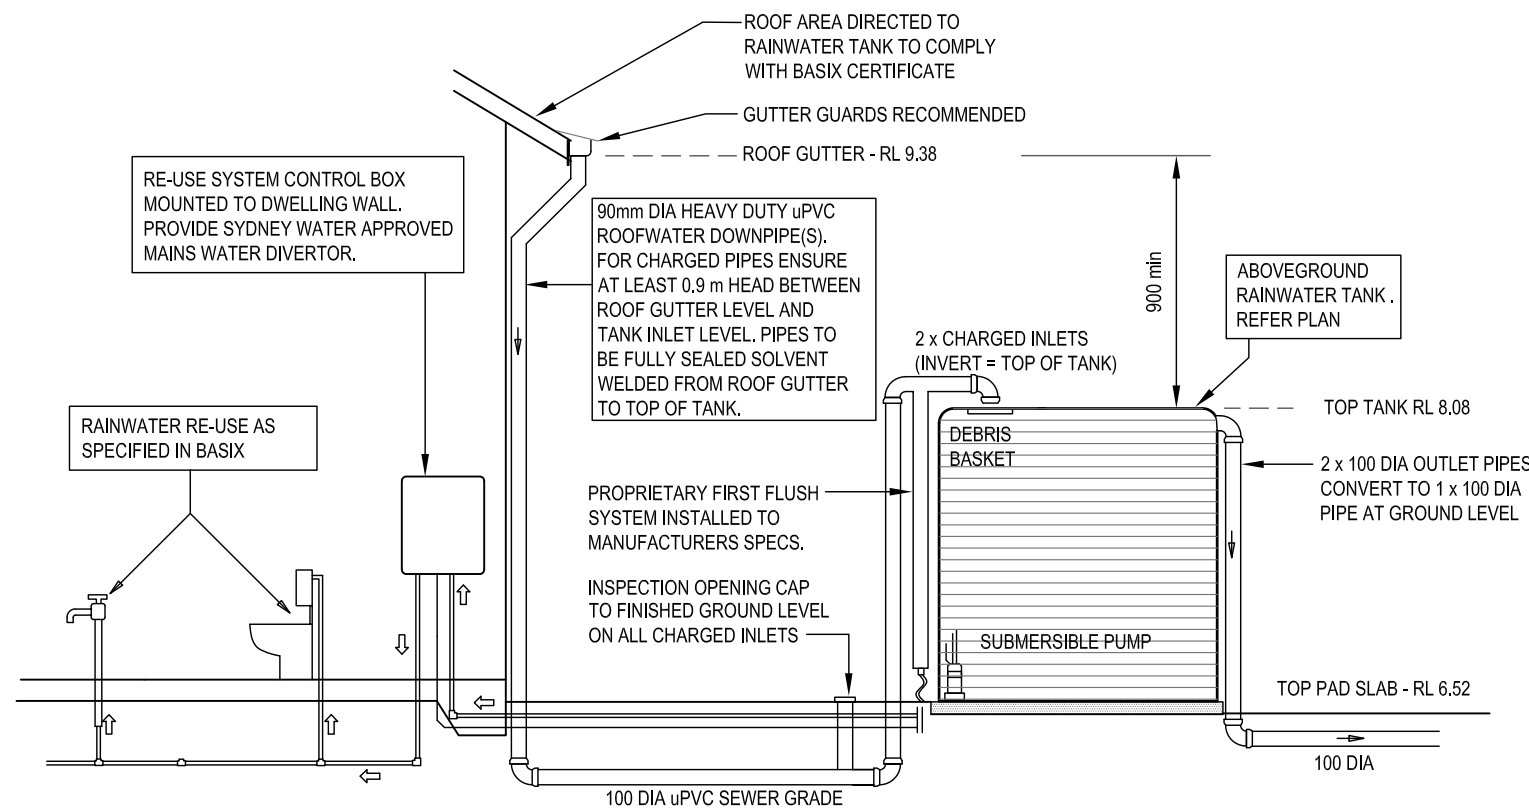 ROOF AREA DIRECTED TO
RAINWATER TANK TO COMPLY
WITH BASIX CERTIFICATE
GUTTER GUARDS RECOMMENDED
ROOF GUTTER - RL 9.38
RE-USE SYSTEM CONTROL BOX
MOUNTED TO DWELLING WALL.
PROVIDE SYDNEY WATER APPROVED
MAINS WATER DIVERTOR.
90mm DIA HEAVY DUTY uPVC
ROOFWATER DOWNPIPE(S).
FOR CHARGED PIPES ENSURE
AT LEAST 0.9 m HEAD BETWEEN
ROOF GUTTER LEVEL AND
TANK INLET LEVEL. PIPES TO
BE FULLY SEALED SOLVENT
WELDED FROM ROOF GUTTER
TO TOP OF TANK.
900 min
ABOVEGROUND
RAINWATER TANK .
REFER PLAN
2 x CHARGED INLETS
(INVERT = TOP OF TANK)
TOP TANK RL 8.08
RAINWATER RE-USE AS
SPECIFIED IN BASIX
DEBRIS
BASKET
2 x 100 DIA OUTLET PIPES
CONVERT TO 1 x 100 DIA
PIPE AT GROUND LEVEL
PROPRIETARY FIRST FLUSH
SYSTEM INSTALLED TO
MANUFACTURERS SPECS.
INSPECTION OPENING CAP
TO FINISHED GROUND LEVEL
ON ALL CHARGED INLETS
SUBMERSIBLE PUMP
TOP PAD SLAB - RL 6.52
100 DIA
100 DIA uPVC SEWER GRADE